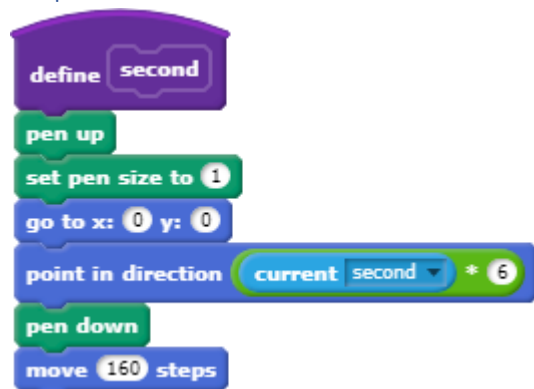 define second
pen up
set pen size to 1
go to x: 0 y: 0
point in direction current second * 6
pen down
move 160 steps